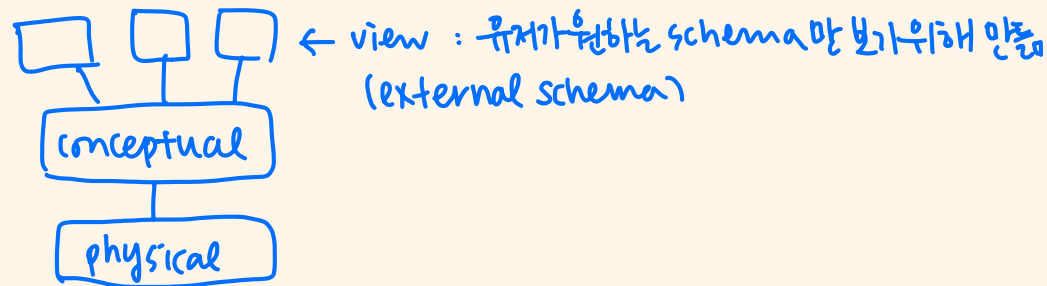 ← view : 유저가 원하는 schema만 보기위해 만듦
(external schema)
conceptual
physical